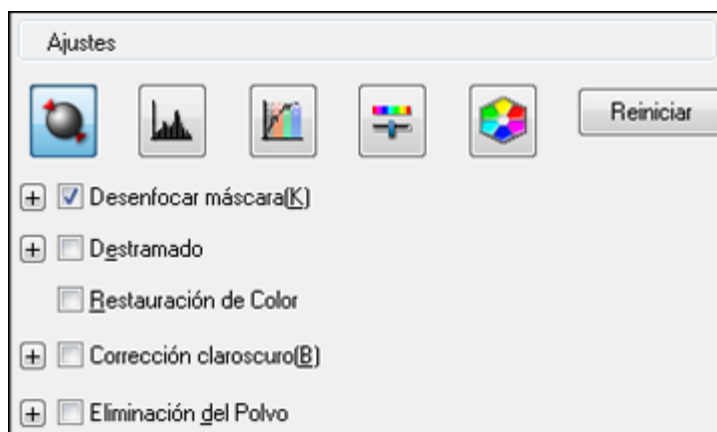 Ajustes
Reiniciar
Desenfocar máscara(K)
Destramado
Restauración de Color
Corrección claroscuro(B)
Eliminación del Polvo